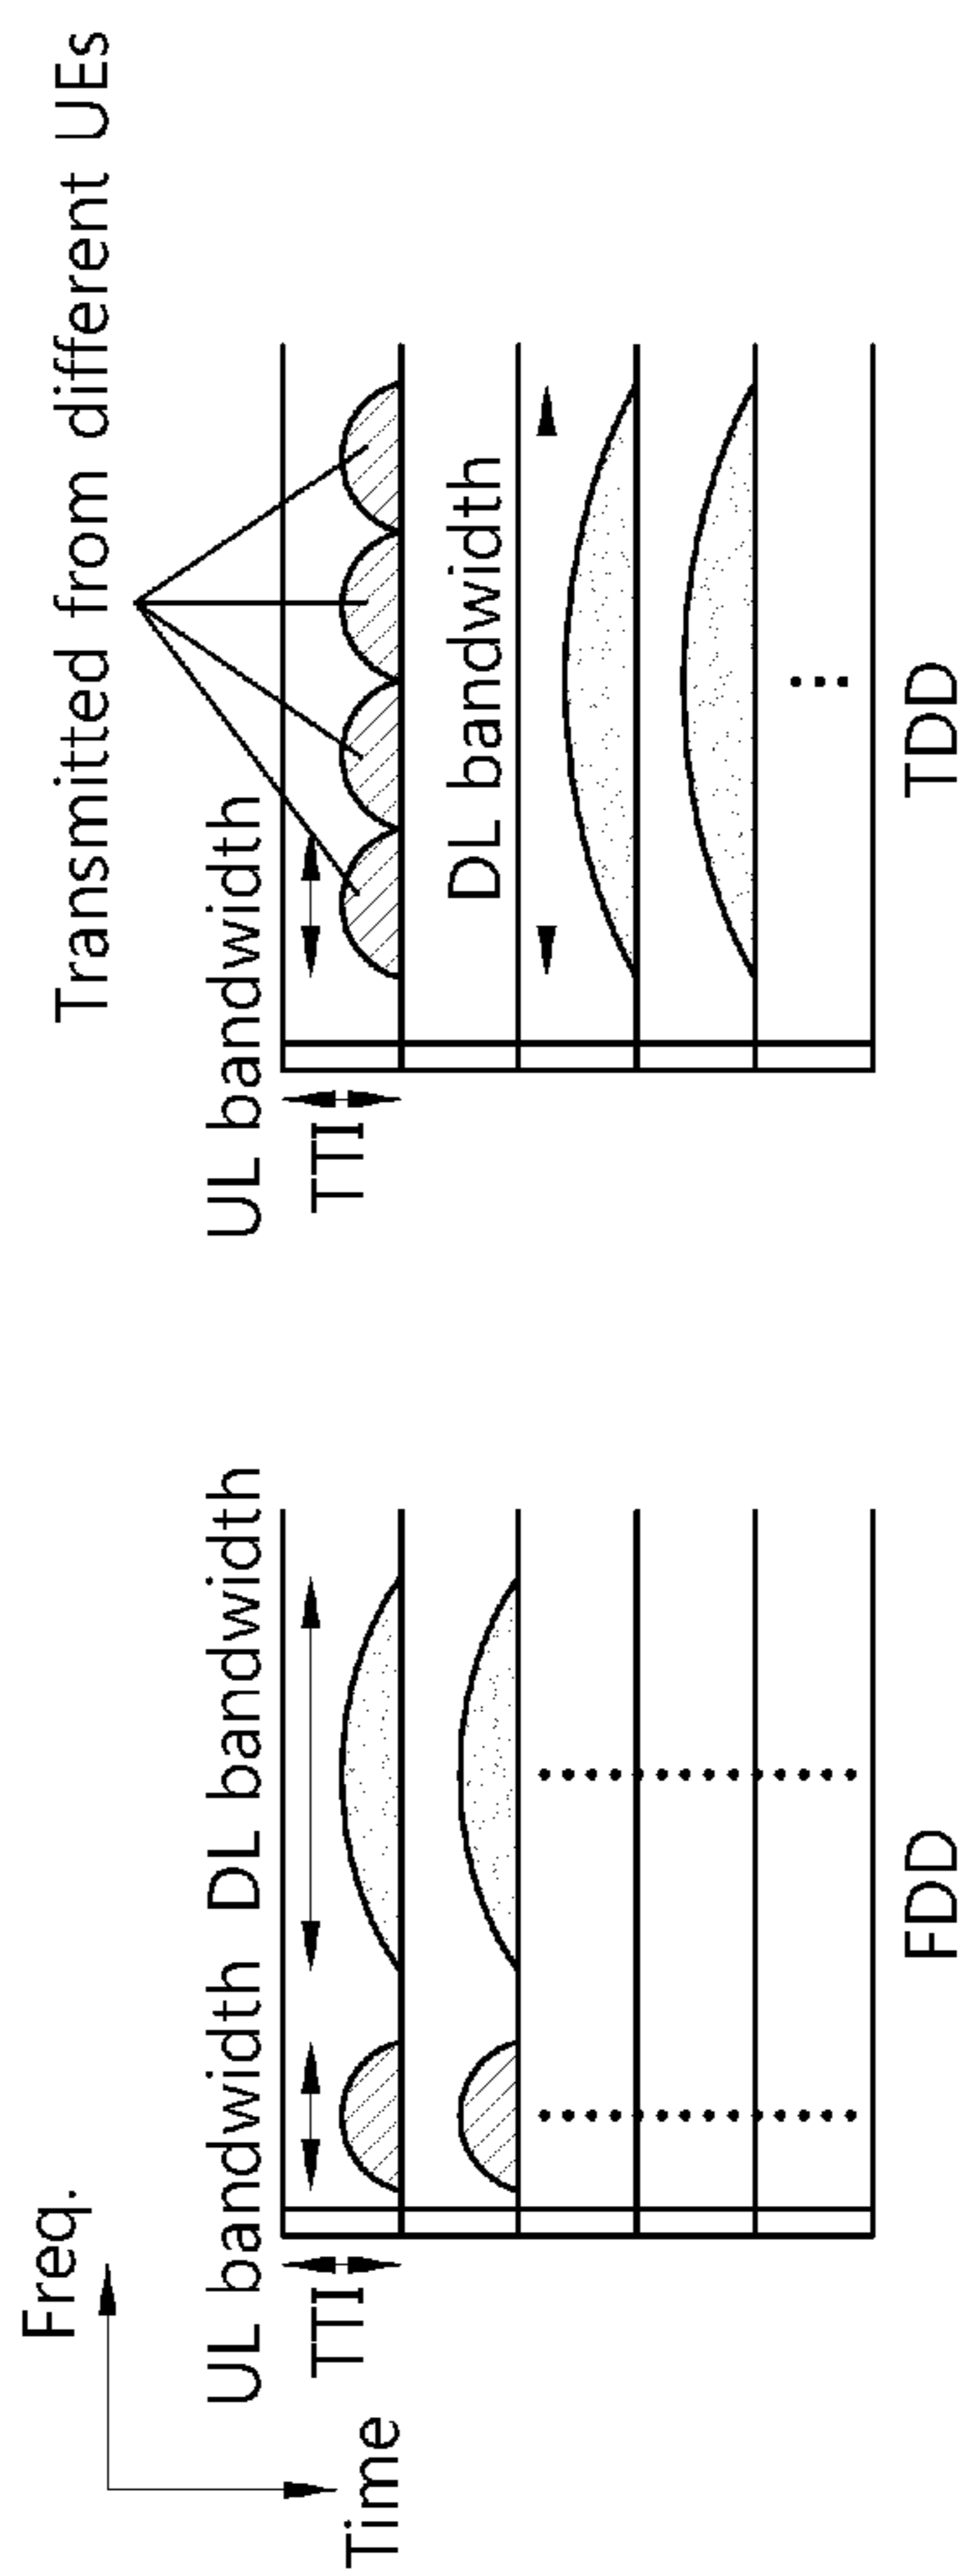 Freq.
Time
UL bandwidth
DL bandwidth
TTI
FDD
Transmitted from different UEs
UL bandwidth
TTI
DL bandwidth
TDD